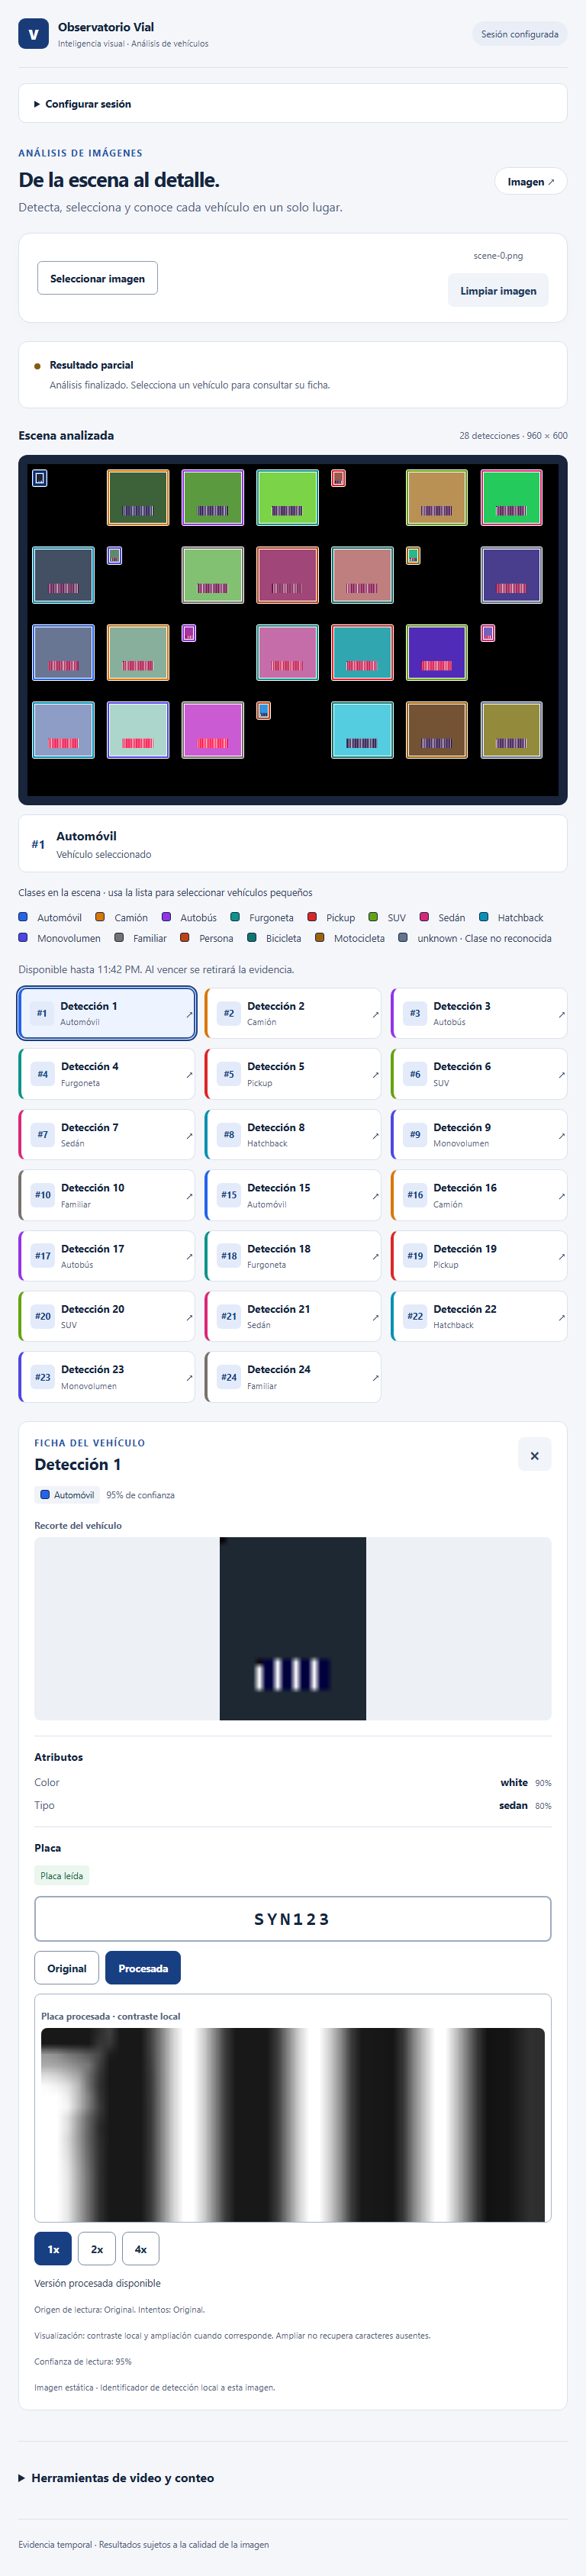 V
Observatorio Vial
Inteligencia visual · Análisis de vehículos
Sesión configurada
▶ Configurar sesión
ANÁLISIS DE IMÁGENES
De la escena al detalle.
Imagen ↗
Detecta, selecciona y conoce cada vehículo en un solo lugar.
Seleccionar imagen
scene-0.png
Limpiar imagen
Resultado parcial
Análisis finalizado. Selecciona un vehículo para consultar su ficha.
Escena analizada
28 detecciones · 960 × 600
#1
Automóvil
Vehículo seleccionado
Clases en la escena · usa la lista para seleccionar vehículos pequeños
Automóvil Camión Autobús Furgoneta Pickup SUV Sedán Hatchback
Monovolumen Familiar Persona Bicicleta Motocicleta unknown · Clase no reconocida
Disponible hasta 11:42 PM. Al vencer se retirará la evidencia.
#1 Detección 1 ↗
Automóvil
#2 Detección 2 ↗
Camión
#3 Detección 3 ↗
Autobús
#4 Detección 4 ↗
Furgoneta
#5 Detección 5 ↗
Pickup
#6 Detección 6 ↗
SUV
#7 Detección 7 ↗
Sedán
#8 Detección 8 ↗
Hatchback
#9 Detección 9 ↗
Monovolumen
#10 Detección 10 ↗
Familiar
#15 Detección 15 ↗
Automóvil
#16 Detección 16 ↗
Camión
#17 Detección 17 ↗
Autobús
#18 Detección 18 ↗
Furgoneta
#19 Detección 19 ↗
Pickup
#20 Detección 20 ↗
SUV
#21 Detección 21 ↗
Sedán
#22 Detección 22 ↗
Hatchback
#23 Detección 23 ↗
Monovolumen
#24 Detección 24 ↗
Familiar
FICHA DEL VEHÍCULO
Detección 1
×
Automóvil 95% de confianza
Recorte del vehículo
Atributos
Color white 90%
Tipo sedan 80%
Placa
Placa leída
SYN123
Original Procesada
Placa procesada · contraste local
1x 2x 4x
Versión procesada disponible
Origen de lectura: Original. Intentos: Original.
Visualización: contraste local y ampliación cuando corresponde. Ampliar no recupera caracteres ausentes.
Confianza de lectura: 95%
Imagen estática · Identificador de detección local a esta imagen.
▶ Herramientas de video y conteo
Evidencia temporal · Resultados sujetos a la calidad de la imagen